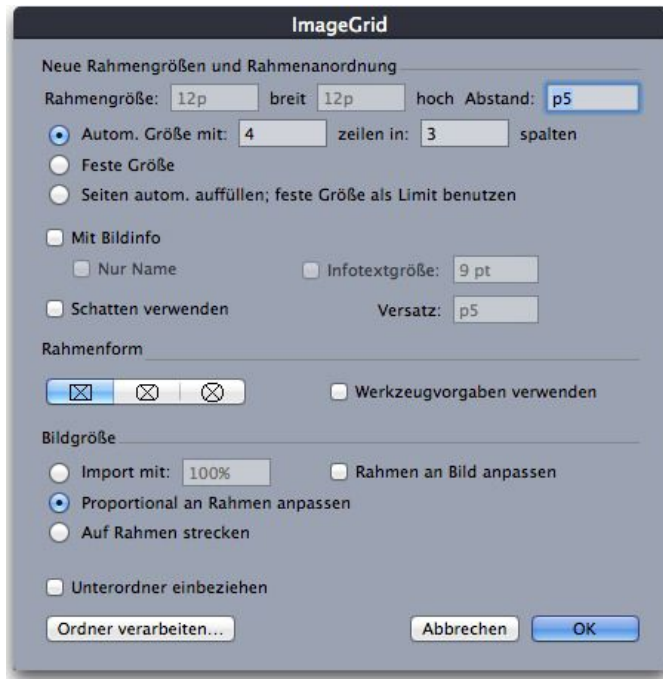 ImageGrid
Neue Rahmengrößen und Rahmenanordnung
Rahmengröße: 12p breit 12p hoch Abstand: p5
Autom. Größe mit: 4 zeilen in: 3 spalten
Feste Größe
Seiten autom. auffüllen; feste Größe als Limit benutzen
Mit Bildinfo
Nur Name Infotextgröße: 9 pt
Schatten verwenden Versatz: p5
Rahmenform
Werkzeugvorgaben verwenden
Bildgröße
Import mit: 100% Rahmen an Bild anpassen
Proportional an Rahmen anpassen
Auf Rahmen strecken
Unterordner einbeziehen
Ordner verarbeiten... Abbrechen OK